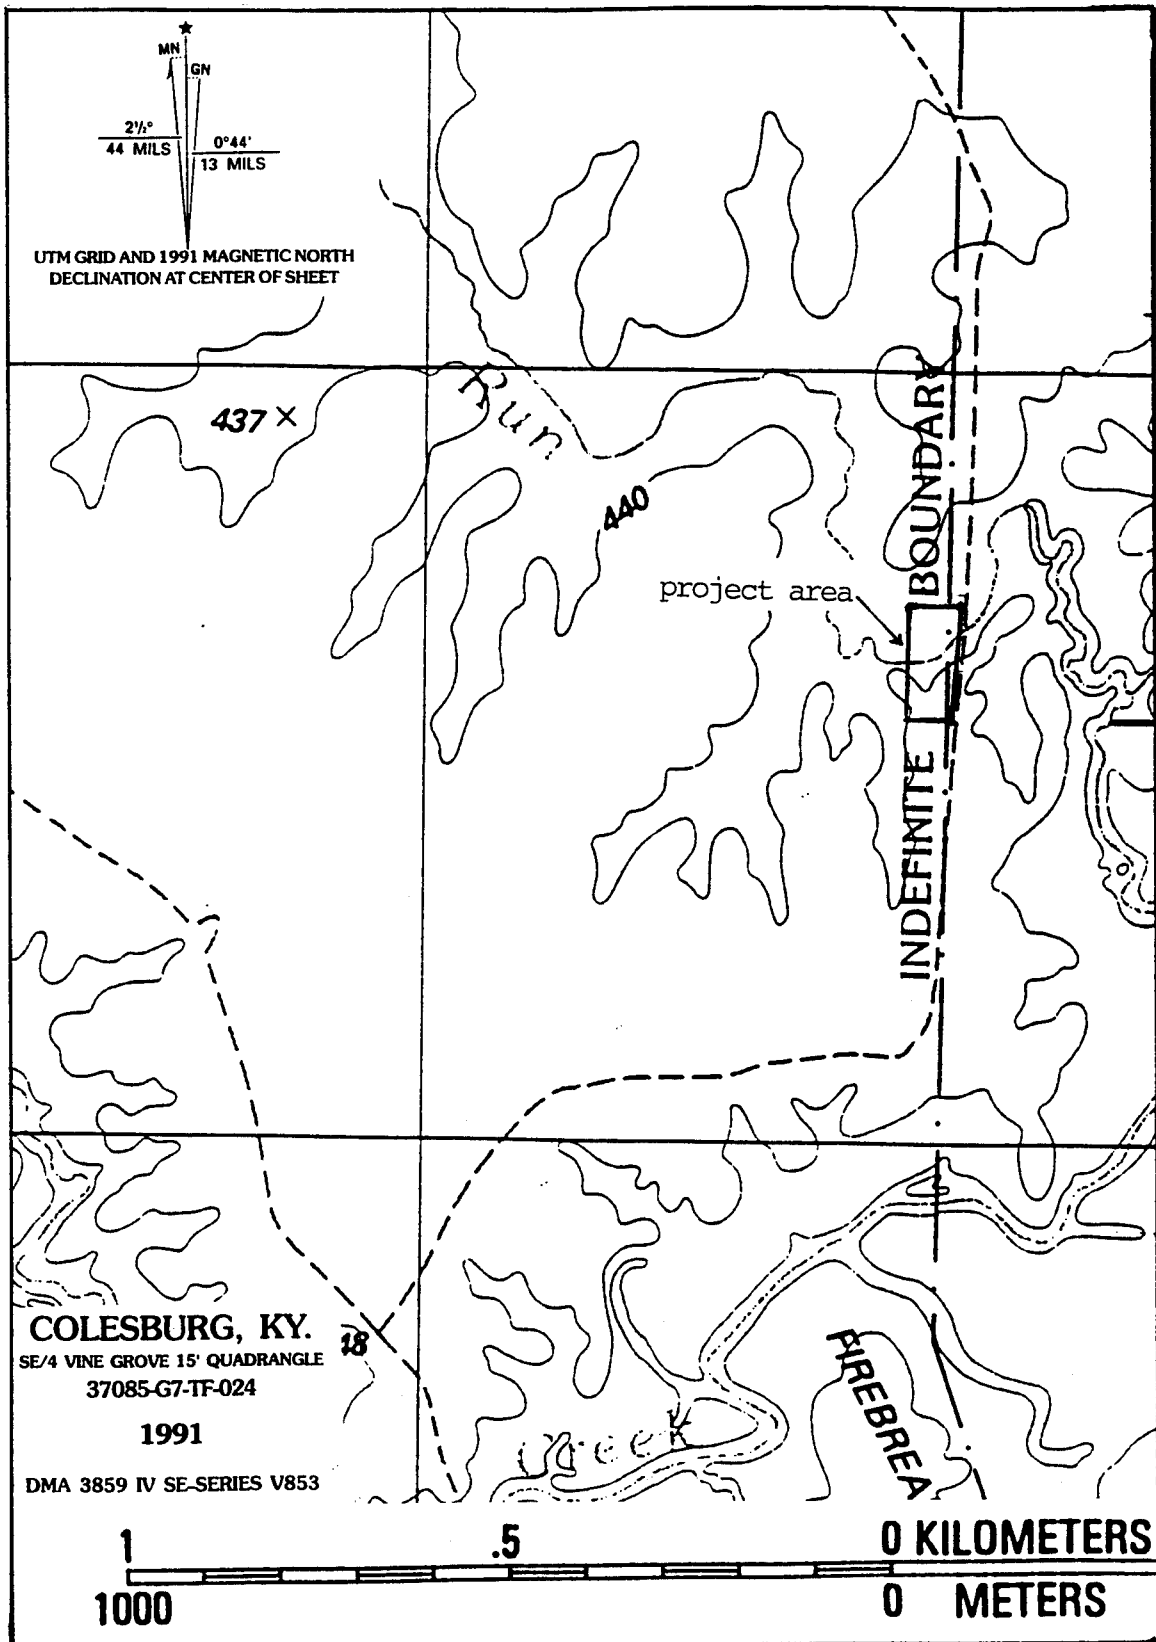 MN
GN
2½°
44 MILS
0°44'
13 MILS
UTM GRID AND 1991 MAGNETIC NORTH
DECLINATION AT CENTER OF SHEET
437
Run
440
project area
INDEFINITE BOUNDARY
COLESBURG, KY.
SE/4 VINE GROVE 15' QUADRANGLE
37085-G7-TF-024
1991
DMA 3859 IV SE-SERIES V853
18
Creek
FIREBREA
1 .5 0 KILOMETERS
1000 0 METERS